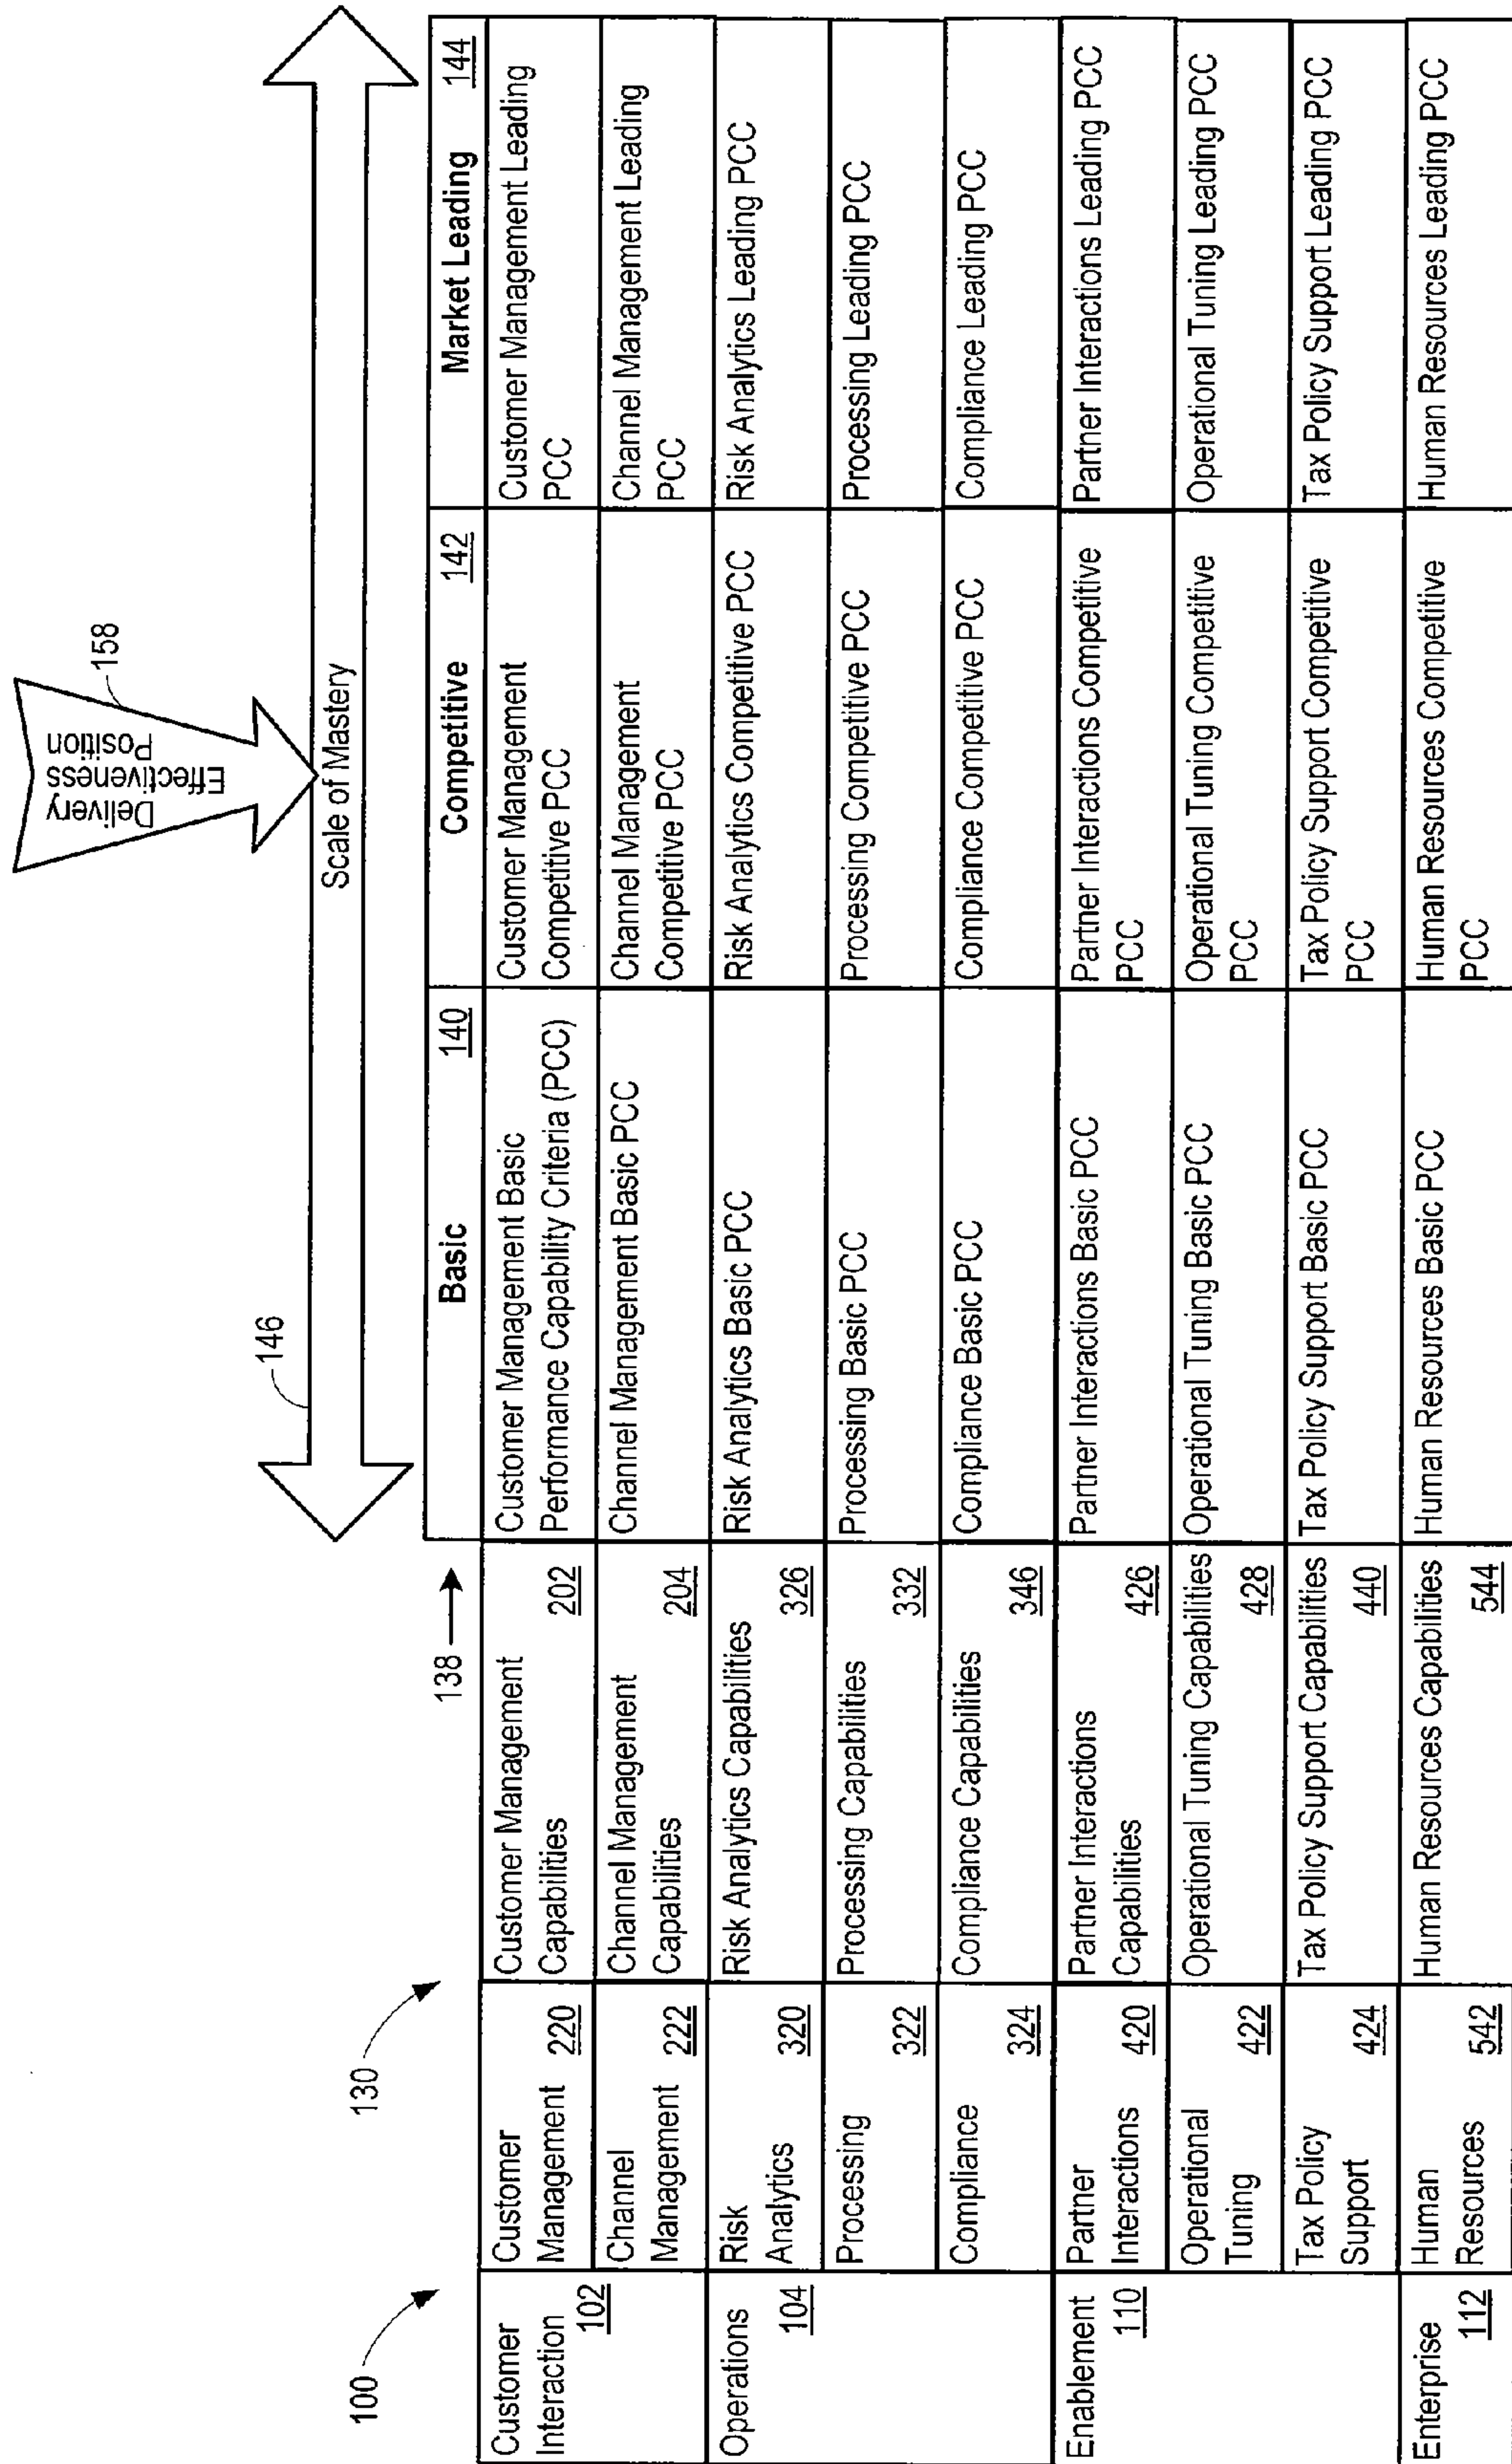 Delivery
Effectiveness
Position
158
146
Scale of Mastery
100
130
138
Basic 140
Competitive 142
Market Leading 144
Customer
Interaction
102
Customer
Management 220
Customer Management
Capabilities 202
Customer Management Basic
Performance Capability Criteria (PCC)
Customer Management
Competitive PCC
Customer Management Leading
PCC
Channel
Management 222
Channel Management
Capabilities 204
Channel Management Basic PCC
Channel Management
Competitive PCC
Channel Management Leading
PCC
Operations
104
Risk
Analytics 320
Risk Analytics Capabilities
326
Risk Analytics Basic PCC
Risk Analytics Competitive PCC
Risk Analytics Leading PCC
Processing
322
Processing Capabilities
332
Processing Basic PCC
Processing Competitive PCC
Processing Leading PCC
Compliance
324
Compliance Capabilities
346
Compliance Basic PCC
Compliance Competitive PCC
Compliance Leading PCC
Enablement
110
Partner
Interactions 420
Partner Interactions
Capabilities 426
Partner Interactions Basic PCC
Partner Interactions Competitive
PCC
Partner Interactions Leading PCC
Operational
Tuning 422
Operational Tuning Capabilities
428
Operational Tuning Basic PCC
Operational Tuning Competitive
PCC
Operational Tuning Leading PCC
Tax Policy
Support 424
Tax Policy Support Capabilities
440
Tax Policy Support Basic PCC
Tax Policy Support Competitive
PCC
Tax Policy Support Leading PCC
Enterprise
112
Human
Resources 542
Human Resources Capabilities
544
Human Resources Basic PCC
Human Resources Competitive
PCC
Human Resources Leading PCC